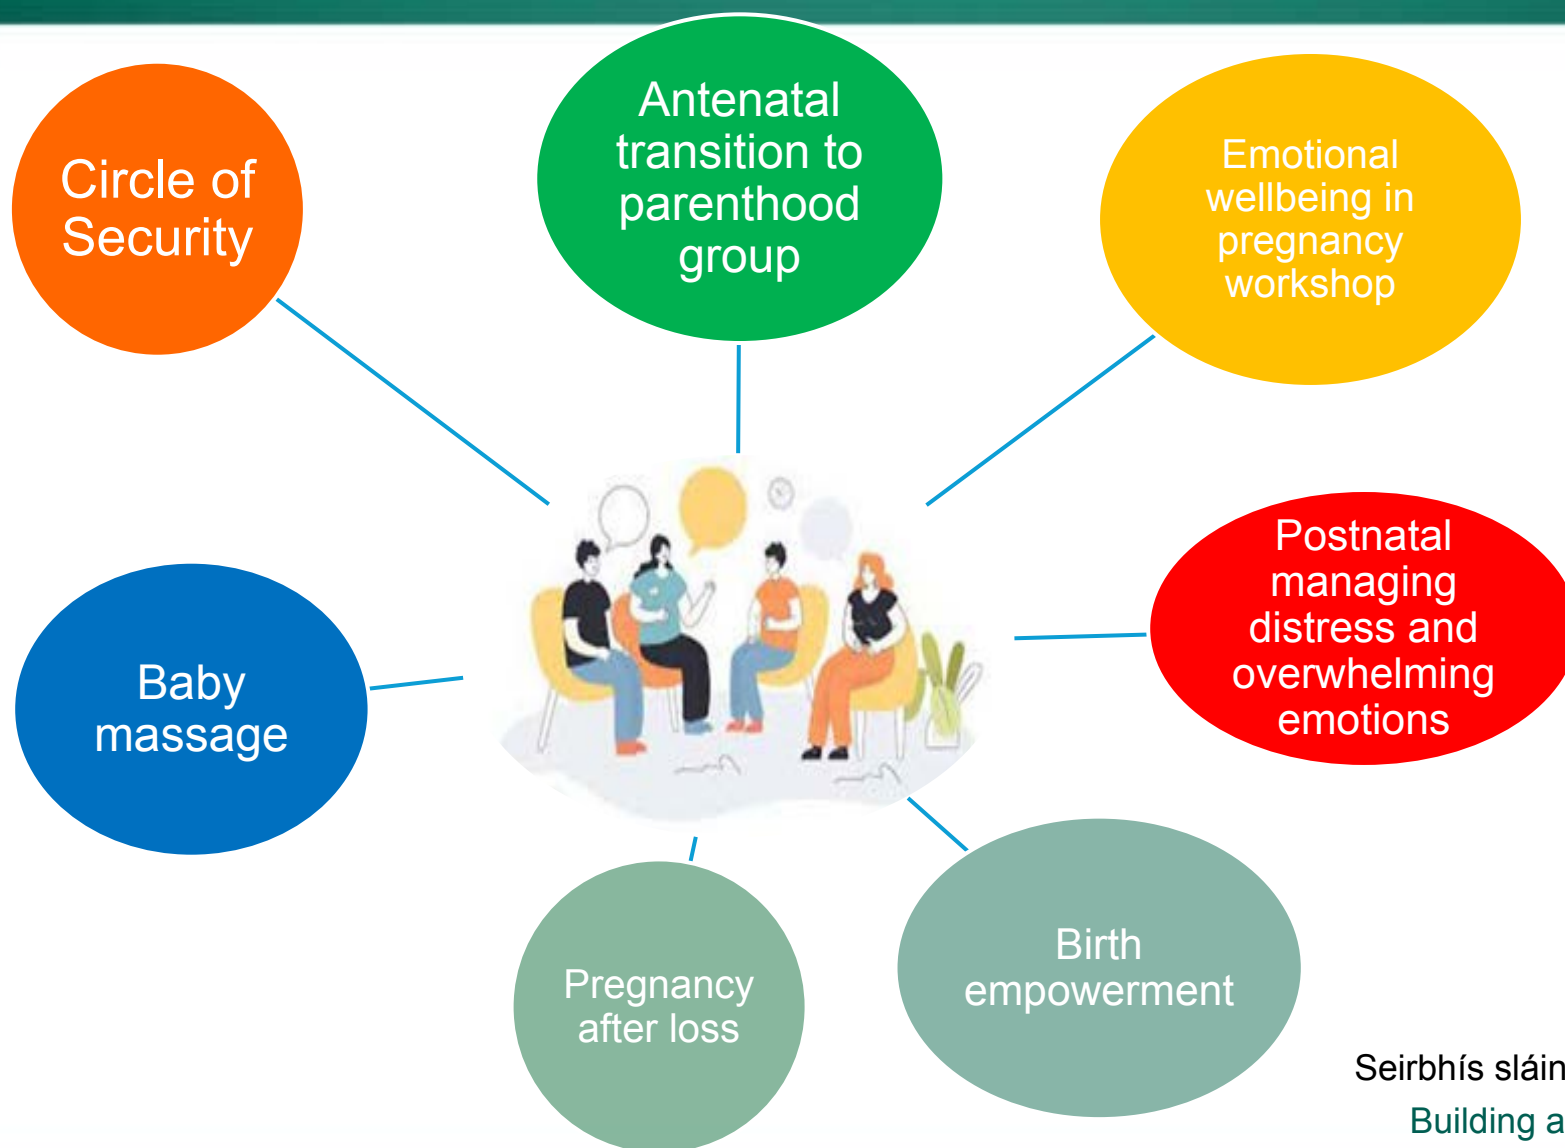 Circle of
Security
Antenatal
transition to
parenthood
group
Emotional
wellbeing in
pregnancy
workshop
Postnatal
managing
distress and
overwhelming
emotions
Baby
massage
Birth
empowerment
Pregnancy
after loss
Seirbhís sláin
Building a